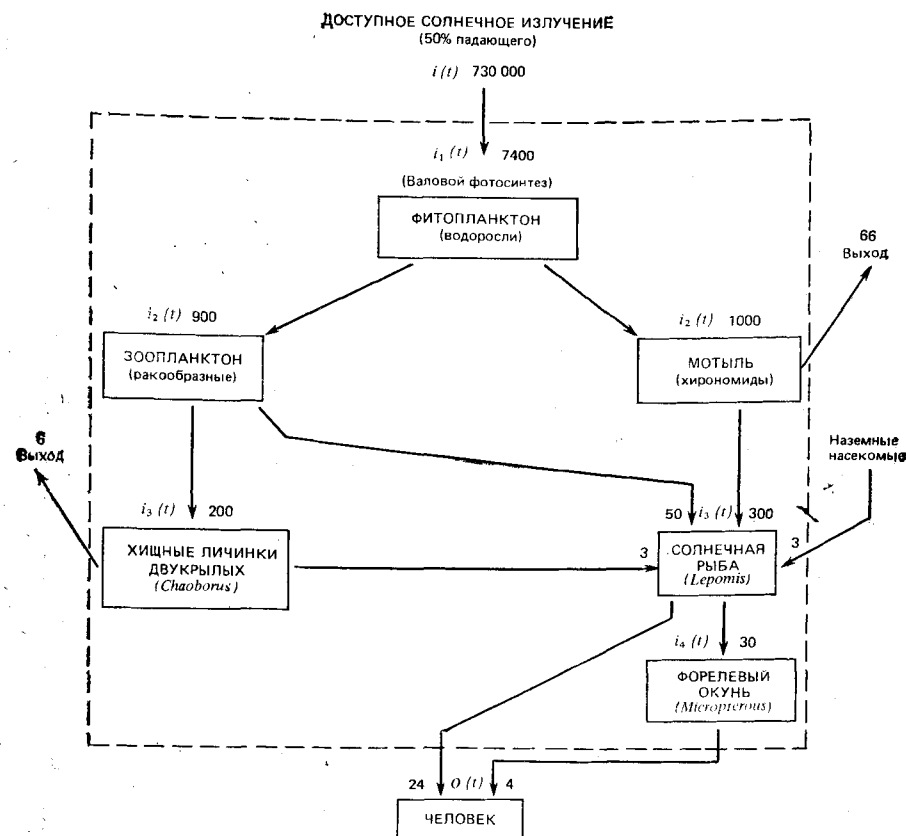 ДОСТУПНОЕ СОЛНЕЧНОЕ ИЗЛУЧЕНИЕ
(50% падающего)
i (t) 730 000
i₁ (t) 7400
(Валовой фотосинтез)
ФИТОПЛАНКТОН
(водоросли)
66
Выход
i₂ (t) 900
i₂ (t) 1000
ЗООПЛАНКТОН
(ракообразные)
МОТЫЛЬ
(хирономиды)
6
Выход
Наземные
насекомые
i₃ (t) 200
50 i₃ (t) 300
ХИЩНЫЕ ЛИЧИНКИ
ДВУКРЫЛЫХ
(Chaoborus)
3
СОЛНЕЧНАЯ
РЫБА
(Lepomis)
3
i₄ (t) 30
ФОРЕЛЕВЫЙ
ОКУНЬ
(Micropterous)
24 O (t) 4
ЧЕЛОВЕК